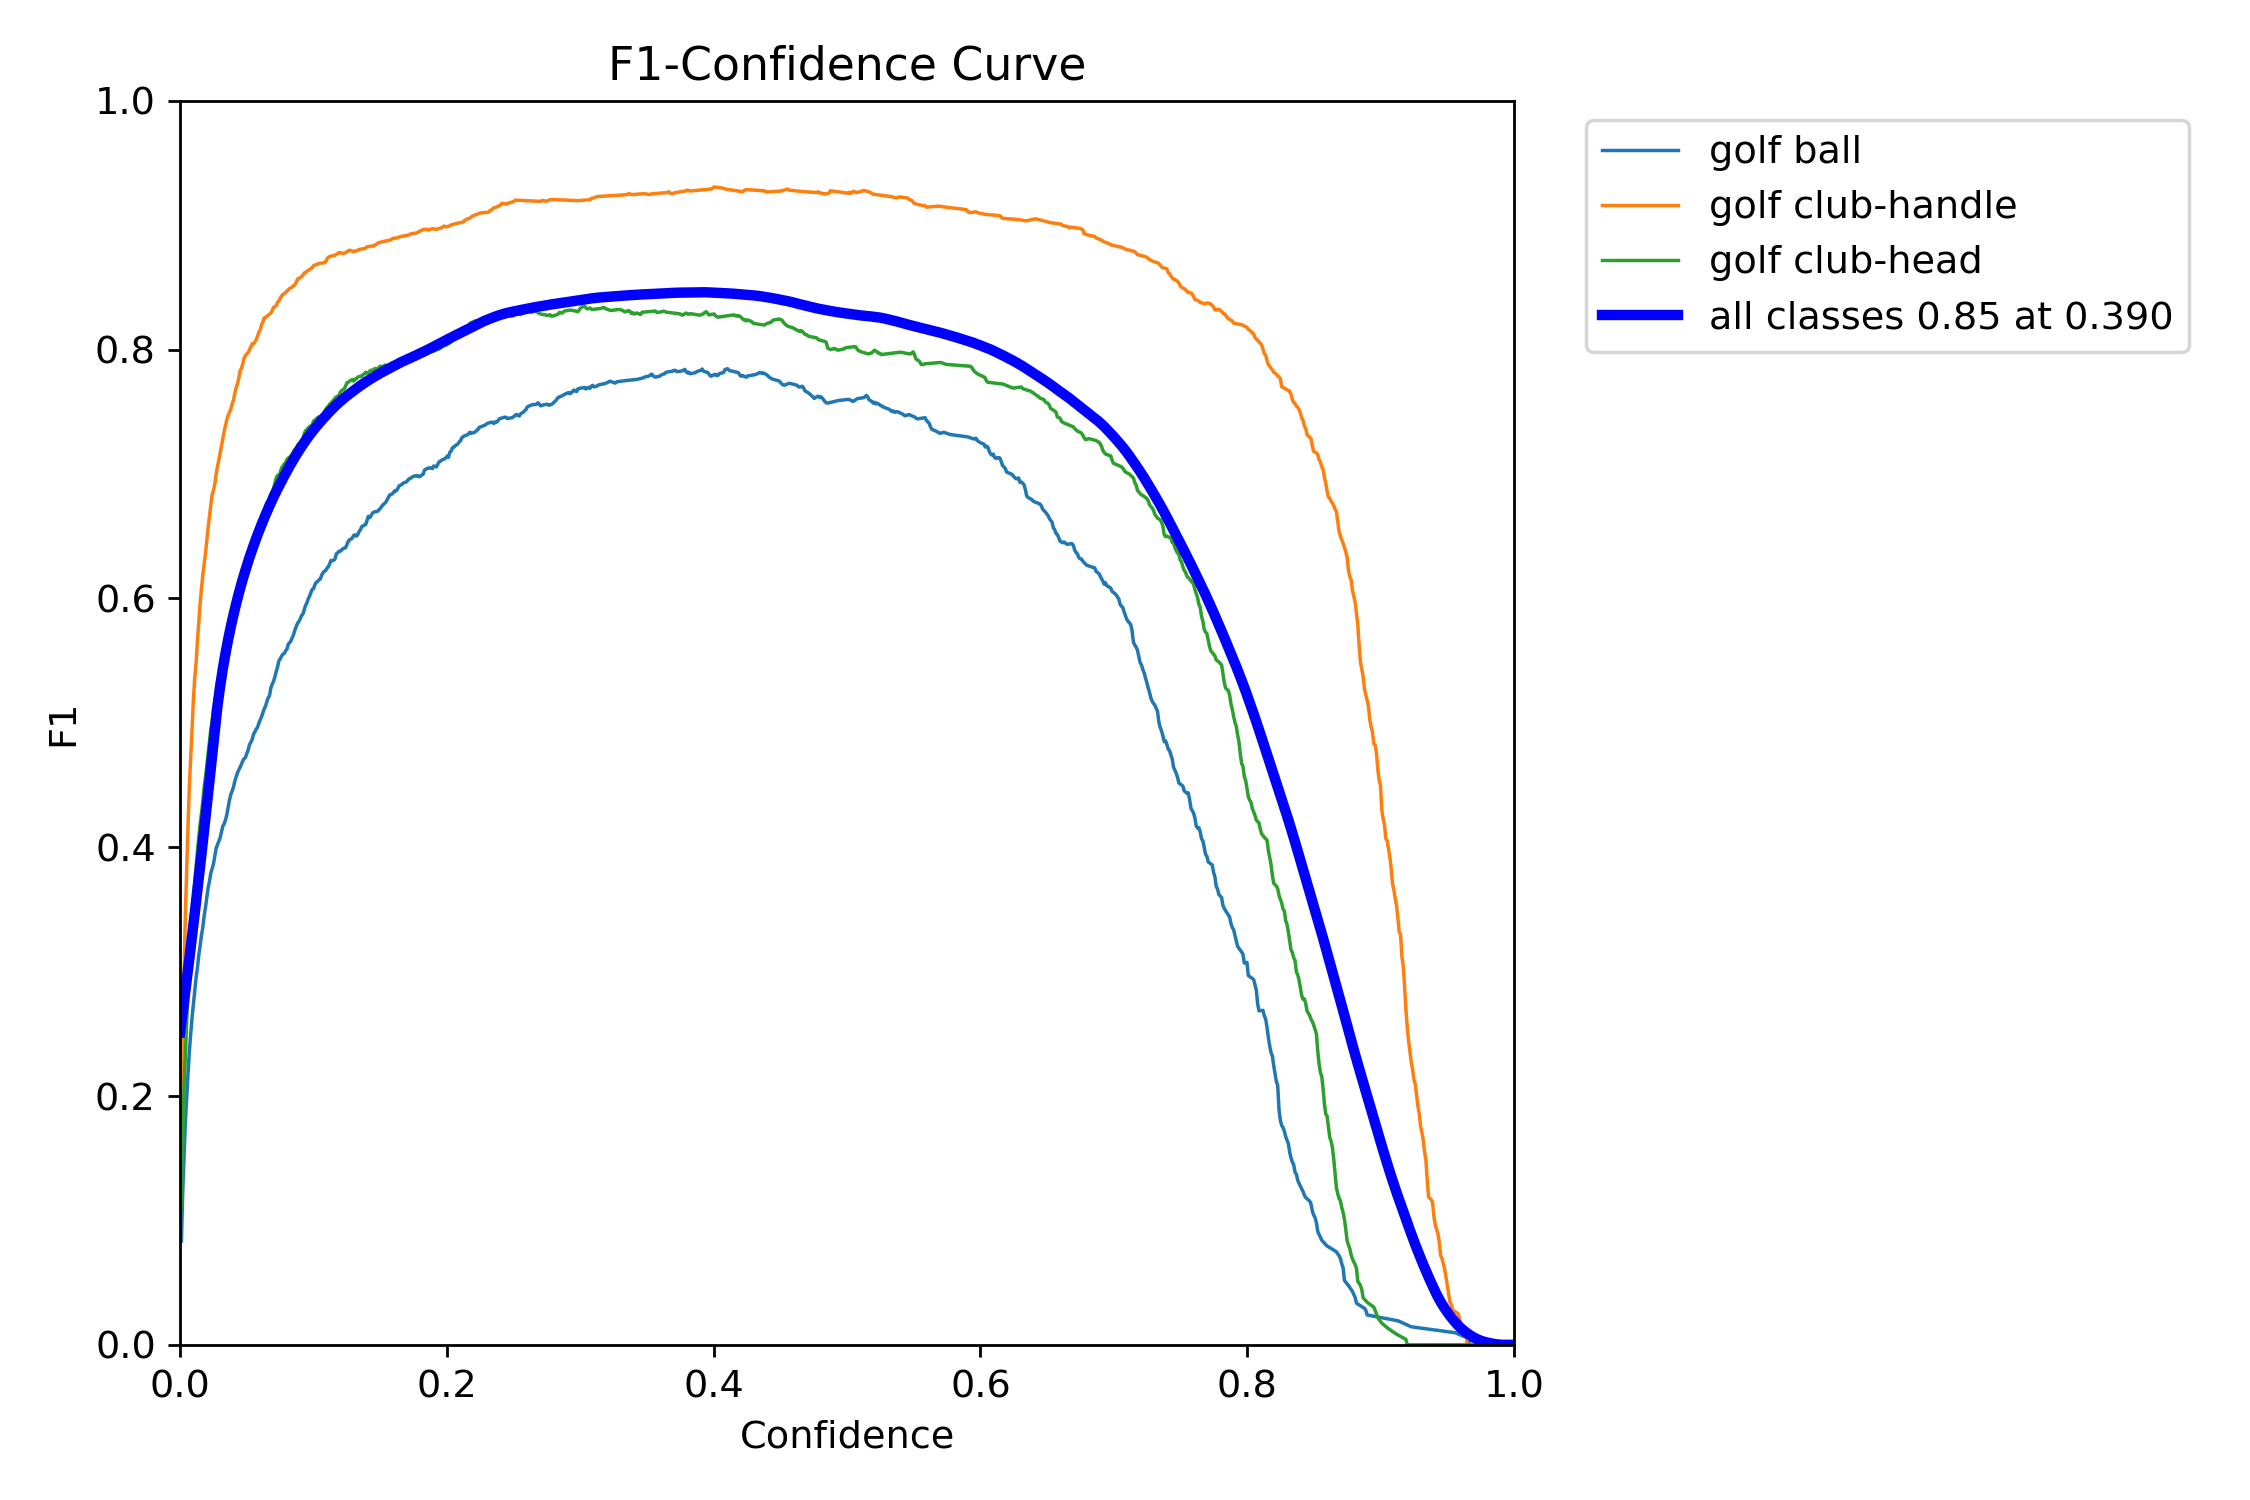 F1-Confidence Curve
1.0
0.8
0.6
0.4
0.2
0.0
F1
0.0 0.2 0.4 0.6 0.8 1.0
Confidence
golf ball
golf club-handle
golf club-head
all classes 0.85 at 0.390